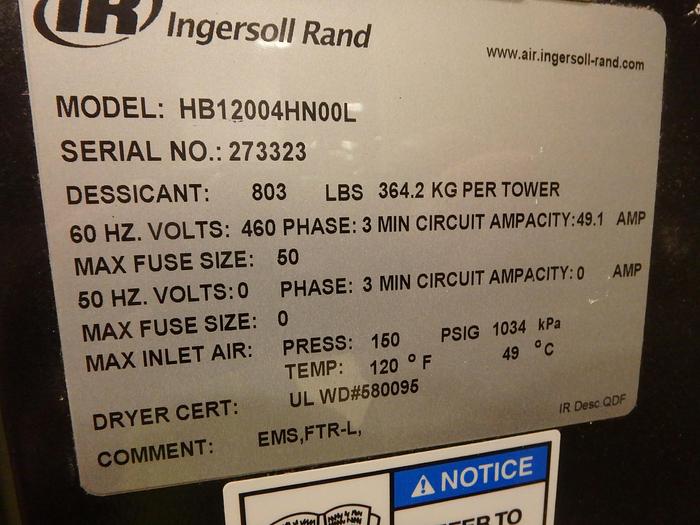 IR Ingersoll Rand
www.air.ingersoll-rand.com
MODEL: HB12004HN00L
SERIAL NO.: 273323
DESSICANT: 803 LBS 364.2 KG PER TOWER
60 HZ. VOLTS: 460 PHASE: 3 MIN CIRCUIT AMPACITY: 49.1 AMP
MAX FUSE SIZE: 50
50 HZ. VOLTS: 0 PHASE: 3 MIN CIRCUIT AMPACITY: 0 AMP
MAX FUSE SIZE: 0
MAX INLET AIR: PRESS: 150 PSIG 1034 kPa
TEMP: 120 °F 49 °C
DRYER CERT: UL WD#580095
COMMENT: EMS,FTR-L,
IR Desc.QDF
NOTICE
TO